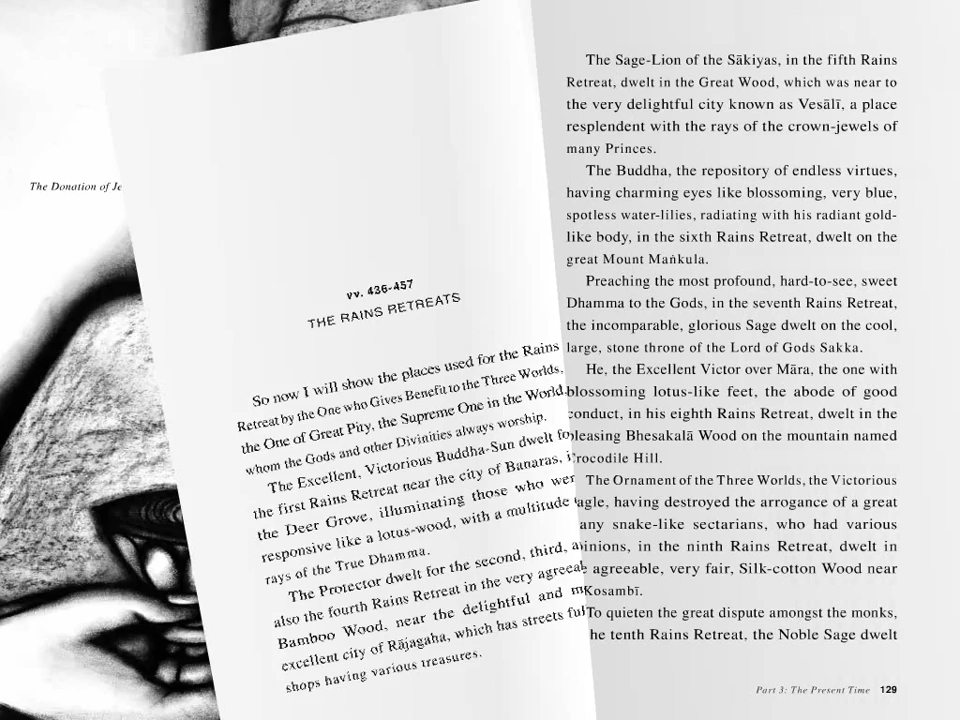 The Donation of
vv. 436-457
THE RAINS RETREATS
So now I will show the places used for the Rains
Retreat by the One who Gives Benefit to the Three Worlds,
the One of Great Pity, the Supreme One in the World
whom the Gods and other Divinities always worship.
The Excellent, Victorious Buddha-Sun dwelt
the first Rains Retreat near the city of Banaras,
the Deer Grove, illuminating those who
responsive like a lotus-wood, with a multitude
rays of the True Dhamma.
The Protector dwelt for the second, third,
also the fourth Rains Retreat in the very
Bamboo Wood, near the delightful and
excellent city of Rājagaha, which has streets
shops having various treasures.
The Sage-Lion of the Sākiyas, in the fifth Rains
Retreat, dwelt in the Great Wood, which was near to
the very delightful city known as Vesālī, a place
resplendent with the rays of the crown-jewels of
many Princes.
The Buddha, the repository of endless virtues,
having charming eyes like blossoming, very blue,
spotless water-lilies, radiating with his radiant gold-
like body, in the sixth Rains Retreat, dwelt on the
great Mount Maṅkula.
Preaching the most profound, hard-to-see, sweet
Dhamma to the Gods, in the seventh Rains Retreat,
the incomparable, glorious Sage dwelt on the cool,
large, stone throne of the Lord of Gods Sakka.
He, the Excellent Victor over Māra, the one with
blossoming lotus-like feet, the abode of good
conduct, in his eighth Rains Retreat, dwelt in the
pleasing Bhesakalā Wood on the mountain named
Crocodile Hill.
The Ornament of the Three Worlds, the Victorious
having destroyed the arrogance of a great
snake-like sectarians, who had various
in the ninth Rains Retreat, dwelt in
agreeable, very fair, Silk-cotton Wood near
Kosambī.
To quieten the great dispute amongst the monks,
tenth Rains Retreat, the Noble Sage dwelt
Part 3: The Present Time 129